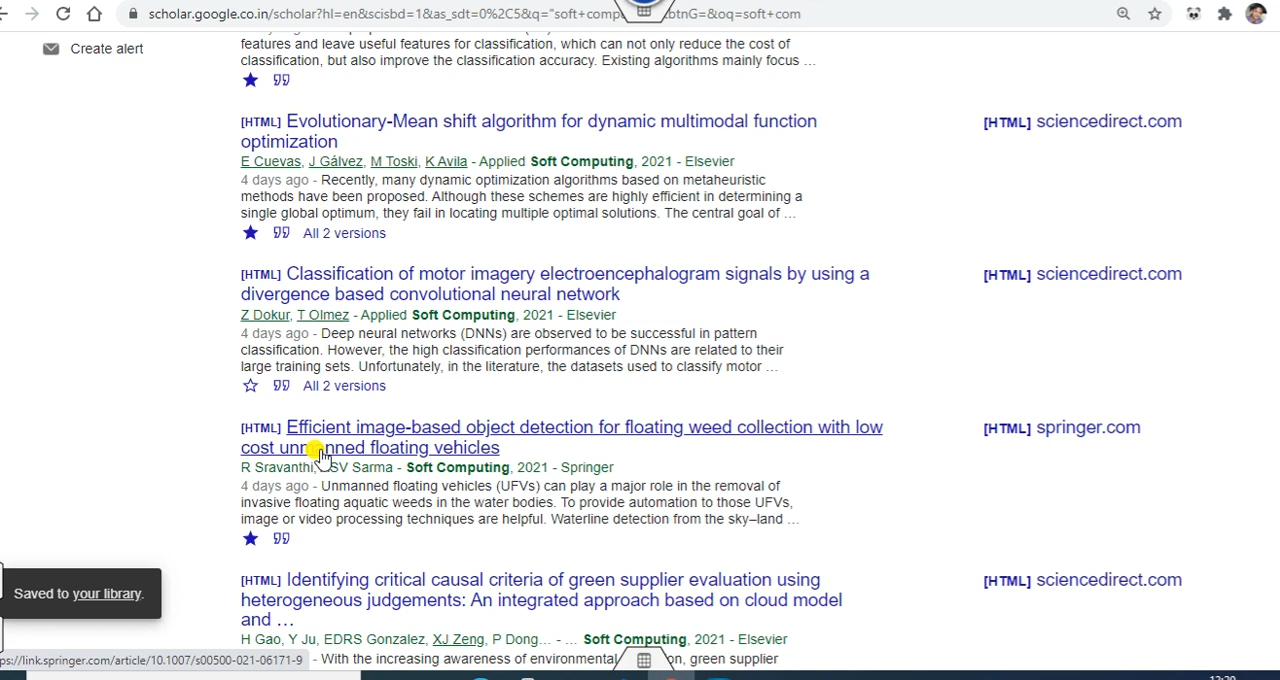 scholar.google.co.in/scholar?hl=en&scisbd=1&as_sdt=0%2C5&q="soft+comp btnG=&oq=soft+com
Create alert
features and leave useful features for classification, which can not only reduce the cost of
classification, but also improve the classification accuracy. Existing algorithms mainly focus ...
[HTML] Evolutionary-Mean shift algorithm for dynamic multimodal function
optimization
[HTML] sciencedirect.com
E Cuevas, J Gálvez, M Toski, K Avila - Applied Soft Computing, 2021 - Elsevier
4 days ago - Recently, many dynamic optimization algorithms based on metaheuristic
methods have been proposed. Although these schemes are highly efficient in determining a
single global optimum, they fail in locating multiple optimal solutions. The central goal of ...
All 2 versions
[HTML] Classification of motor imagery electroencephalogram signals by using a
divergence based convolutional neural network
[HTML] sciencedirect.com
Z Dokur, T Olmez - Applied Soft Computing, 2021 - Elsevier
4 days ago - Deep neural networks (DNNs) are observed to be successful in pattern
classification. However, the high classification performances of DNNs are related to their
large training sets. Unfortunately, in the literature, the datasets used to classify motor ...
All 2 versions
[HTML] Efficient image-based object detection for floating weed collection with low
cost unmanned floating vehicles
[HTML] springer.com
R Sravanthi, SV Sarma - Soft Computing, 2021 - Springer
4 days ago - Unmanned floating vehicles (UFVs) can play a major role in the removal of
invasive floating aquatic weeds in the water bodies. To provide automation to those UFVs,
image or video processing techniques are helpful. Waterline detection from the sky–land ...
[HTML] Identifying critical causal criteria of green supplier evaluation using
heterogeneous judgements: An integrated approach based on cloud model
and ...
[HTML] sciencedirect.com
H Gao, Y Ju, EDRS Gonzalez, XJ Zeng, P Dong... - ... Soft Computing, 2021 - Elsevier
- With the increasing awareness of environmental on, green supplier
Saved to your library.
ps://link.springer.com/article/10.1007/s00500-021-06171-9